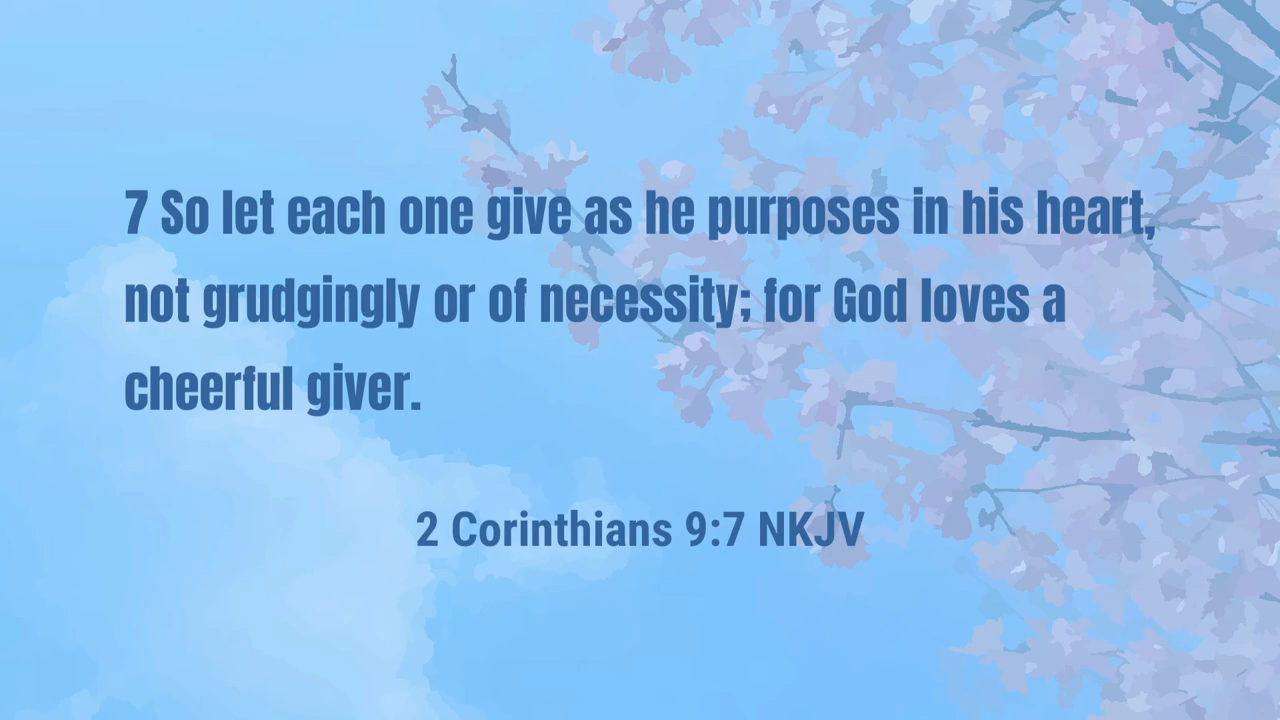 7 So let each one give as he purposes in his heart,
not grudgingly or of necessity; for God loves a
cheerful giver.
2 Corinthians 9:7 NKJV